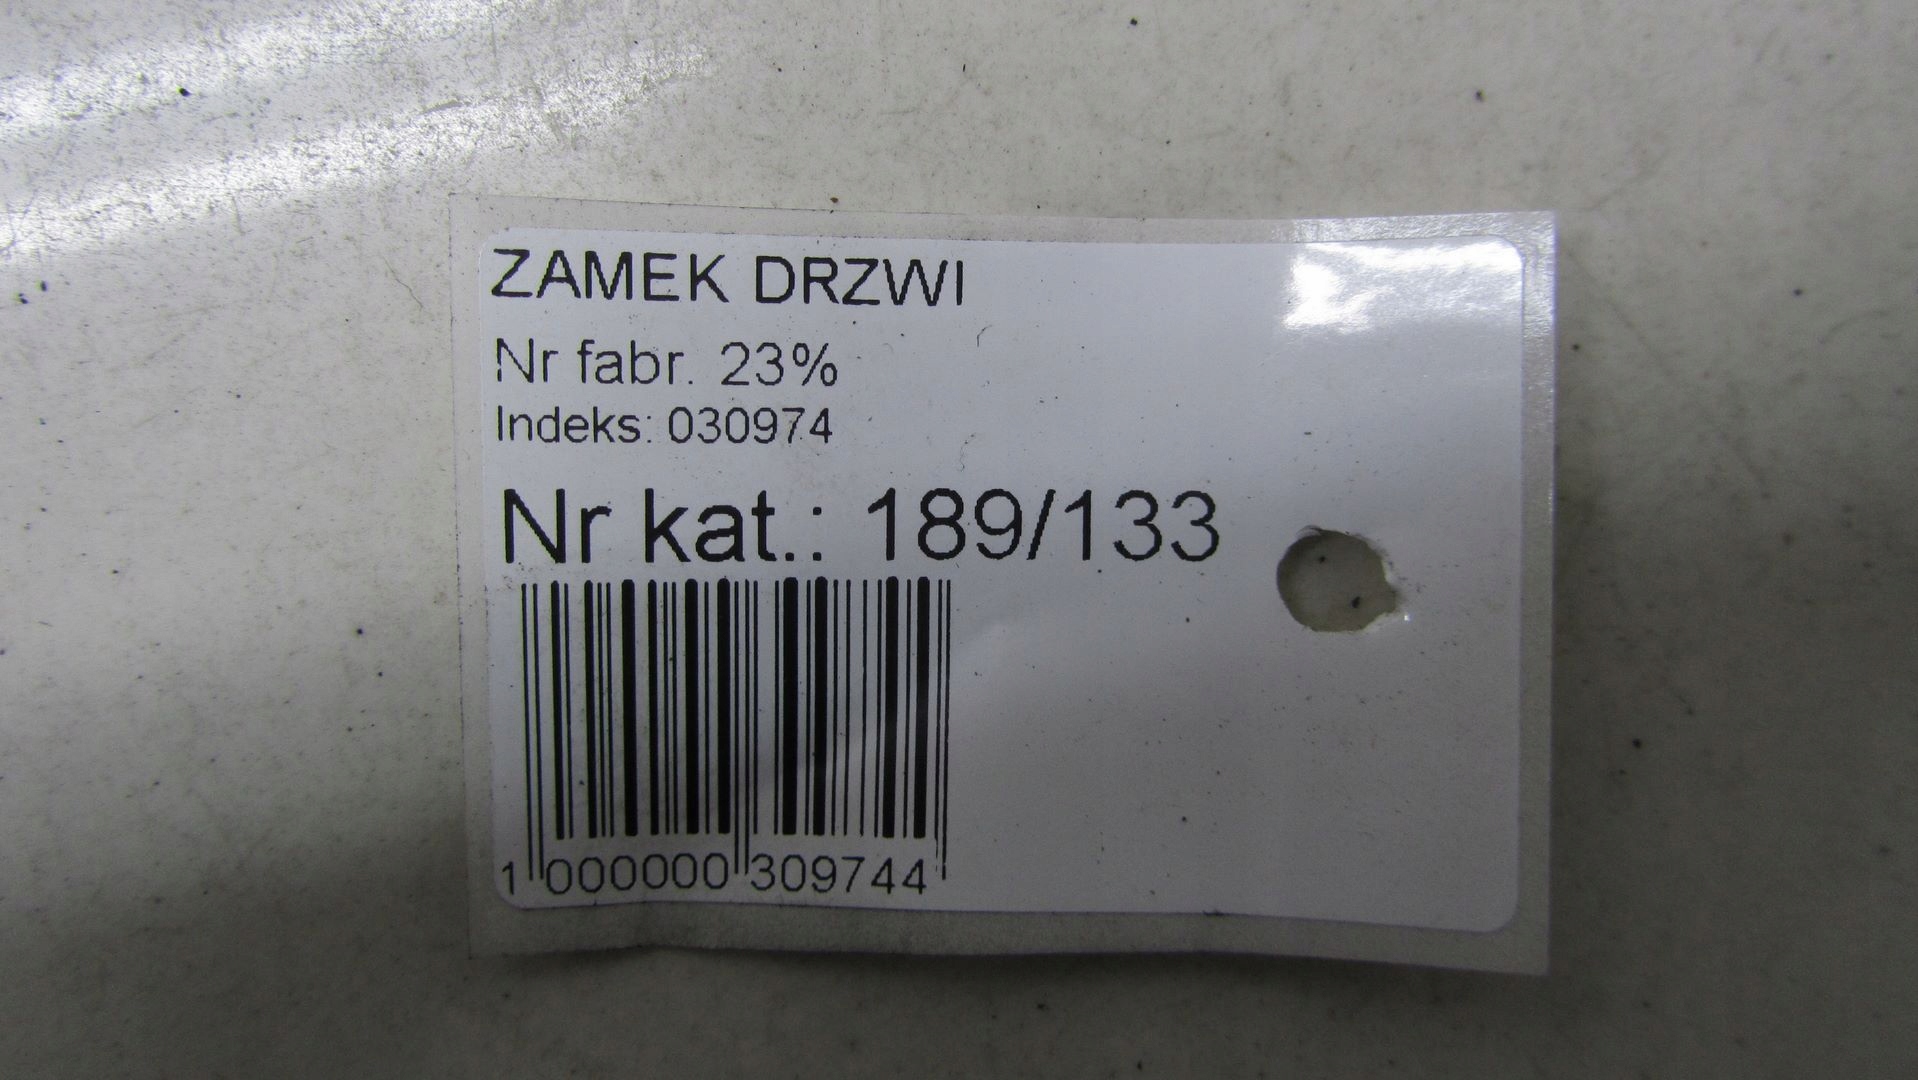 ZAMEK DRZWI
Nr fabr. 23%
Indeks: 030974
Nr kat.: 189/133
1 000000 309744